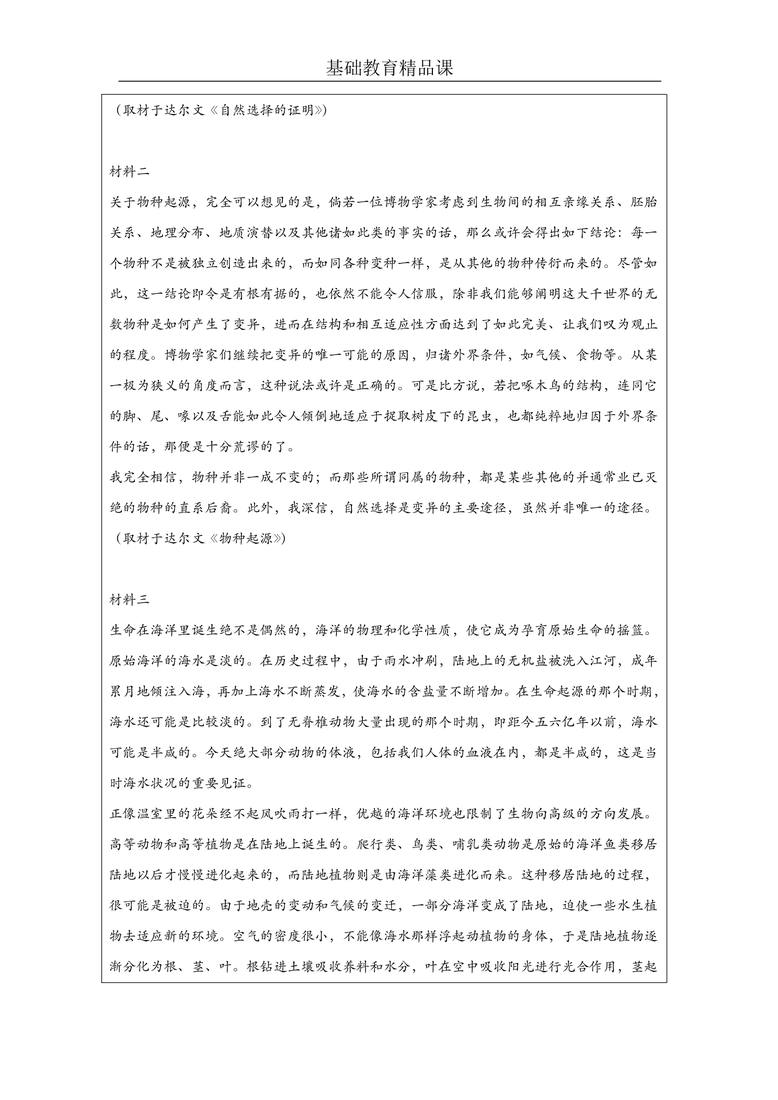 基础教育精品课
（取材于达尔文《自然选择的证明》）
材料二
关于物种起源，完全可以想见的是，倘若一位博物学家考虑到生物间的相互亲缘关系、胚胎
关系、地理分布、地质演替以及其他诸如此类的事实的话，那么或许会得出如下结论：每一
个物种不是被独立创造出来的，而如同各种变种一样，是从其他的物种传衍而来的。尽管如
此，这一结论即令是有根有据的，也依然不能令人信服，除非我们能够阐明这大千世界的无
数物种是如何产生了变异，进而在结构和相互适应性方面达到了如此完美、让我们叹为观止
的程度。博物学家们继续把变异的唯一可能的原因，归诸外界条件，如气候、食物等。从某
一极为狭义的角度而言，这种说法或许是正确的。可是比方说，若把啄木鸟的结构，连同它
的脚、尾、喙以及舌能如此令人倾倒地适应于捉取树皮下的昆虫，也都纯粹地归因于外界条
件的话，那便是十分荒谬的了。
我完全相信，物种并非一成不变的；而那些所谓同属的物种，都是某些其他的并通常业已灭
绝的物种的直系后裔。此外，我深信，自然选择是变异的主要途径，虽然并非唯一的途径。
（取材于达尔文《物种起源》）
材料三
生命在海洋里诞生绝不是偶然的，海洋的物理和化学性质，使它成为孕育原始生命的摇篮。
原始海洋的海水是淡的。在历史过程中，由于雨水冲刷，陆地上的无机盐被洗入江河，成年
累月地倾注入海，再加上海水不断蒸发，使海水的含盐量不断增加。在生命起源的那个时期，
海水还可能是比较淡的。到了无脊椎动物大量出现的那个时期，即距今五六亿年以前，海水
可能是半咸的。今天绝大部分动物的体液，包括我们人体的血液在内，都是半咸的，这是当
时海水状况的重要见证。
正像温室里的花朵经不起风吹雨打一样，优越的海洋环境也限制了生物向高级的方向发展。
高等动物和高等植物是在陆地上诞生的。爬行类、鸟类、哺乳类动物是原始的海洋鱼类移居
陆地以后才慢慢进化起来的，而陆地植物则是由海洋藻类进化而来。这种移居陆地的过程，
很可能是被迫的。由于地壳的变动和气候的变迁，一部分海洋变成了陆地，迫使一些水生植
物去适应新的环境。空气的密度很小，不能像海水那样浮起动植物的身体，于是陆地植物逐
渐分化为根、茎、叶。根钻进土壤吸收养料和水分，叶在空中吸收阳光进行光合作用，茎起